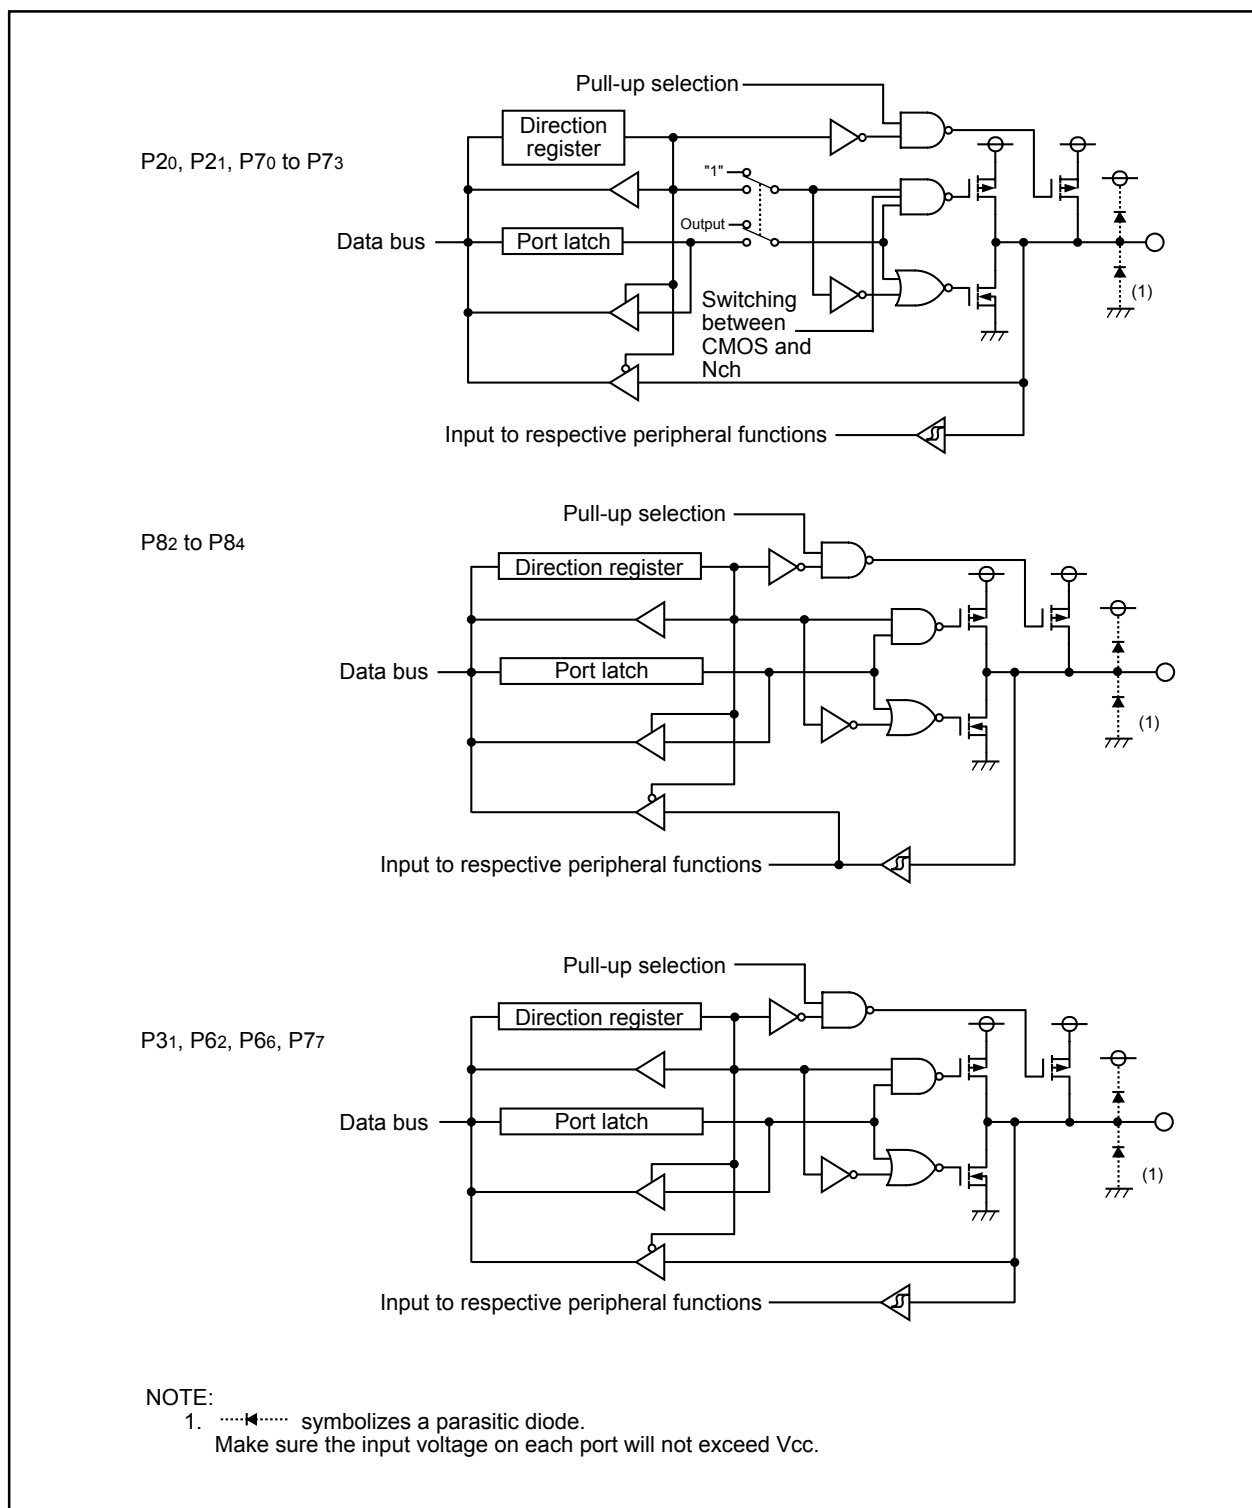 Pull-up selection
Direction
register
P20, P21, P70 to P73
"1"
Output
Data bus
Port latch
(1)
Switching
between
CMOS and
Nch
Input to respective peripheral functions
Pull-up selection
P82 to P84
Direction register
Data bus
Port latch
(1)
Input to respective peripheral functions
Pull-up selection
Direction register
P31, P62, P66, P77
Data bus
Port latch
(1)
Input to respective peripheral functions
NOTE:
1. symbolizes a parasitic diode.
Make sure the input voltage on each port will not exceed Vcc.